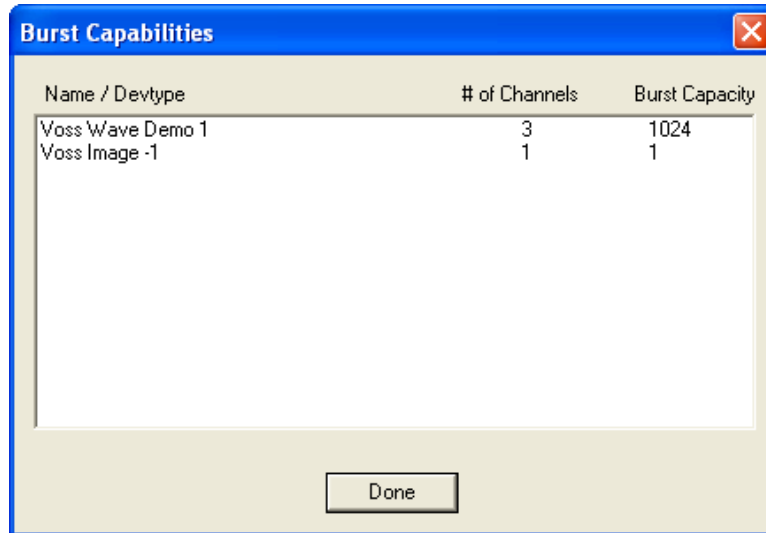 Burst Capabilities
Name / Devtype # of Channels Burst Capacity
Voss Wave Demo 1 3 1024
Voss Image -1 1 1
Done